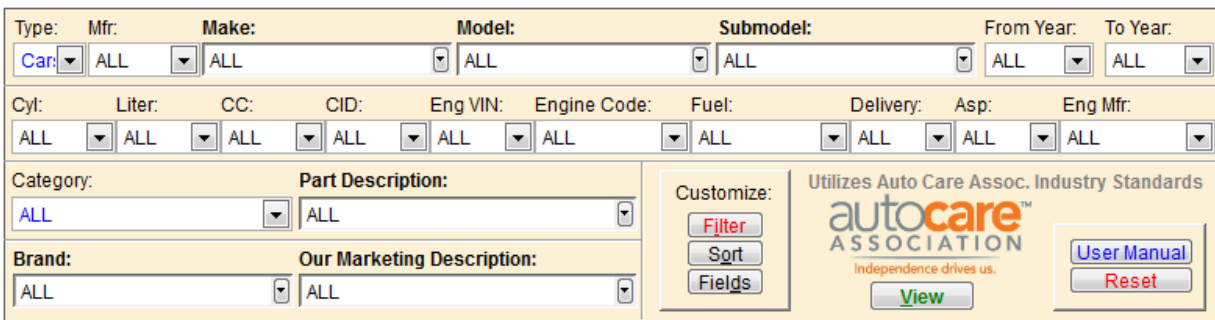 Type: Mfr: Make: Model: Submodel: From Year: To Year:
Cars ALL ALL ALL ALL ALL ALL
Cyl: Liter: CC: CID: Eng VIN: Engine Code: Fuel: Delivery: Asp: Eng Mfr:
ALL ALL ALL ALL ALL ALL ALL ALL ALL ALL
Category: Part Description:
ALL ALL
Brand: Our Marketing Description:
ALL ALL
Customize:
Filter
Sort
Fields
Utilizes Auto Care Assoc. Industry Standards
autocare™
ASSOCIATION
Independence drives us.
View
User Manual
Reset